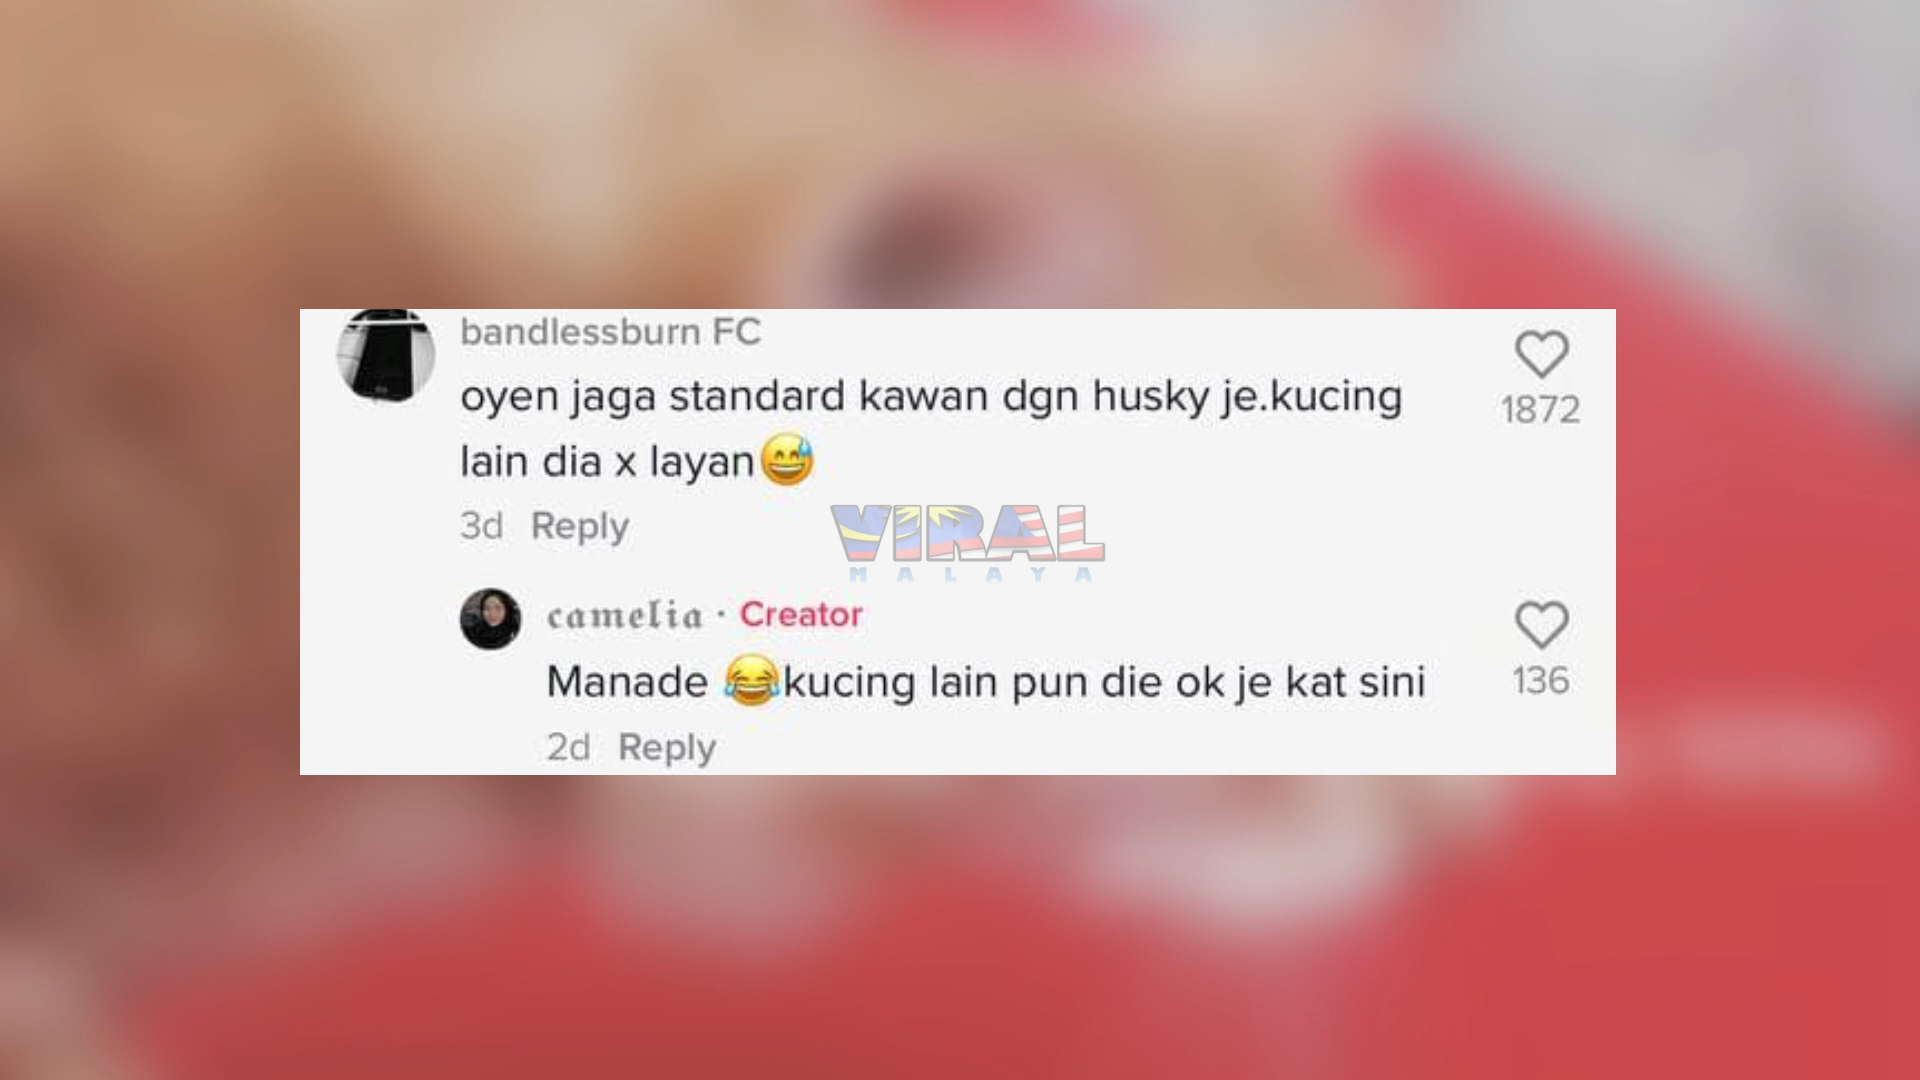 bandlessburn FC
oyen jaga standard kawan dgn husky je.kucing
lain dia x layan😅
1872
3d Reply
VIRAL
MALAYA
𝖈𝖆𝖒𝖊𝖑𝖎𝖆 · Creator
Manade 😂kucing lain pun die ok je kat sini
136
2d Reply